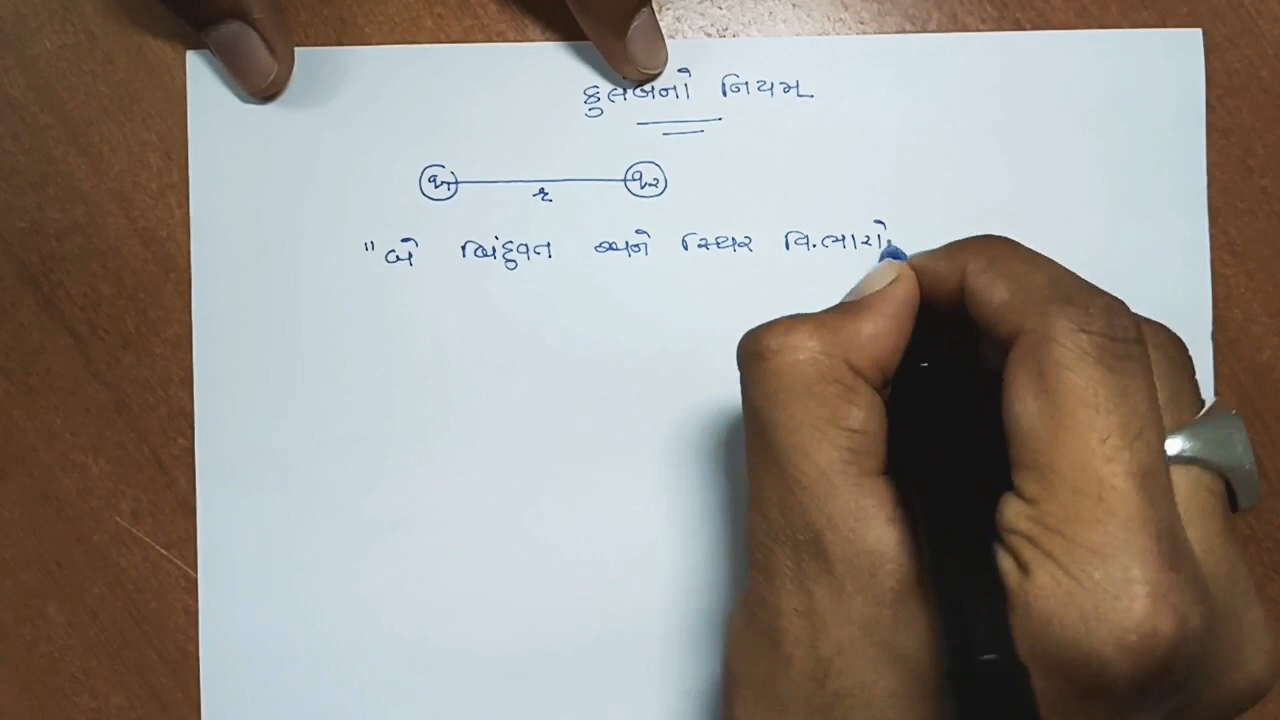 કુલંબનો નિયમ
q₁ q₂
r
"બે બિંદુવત અને સ્થિર વિ.ભારો